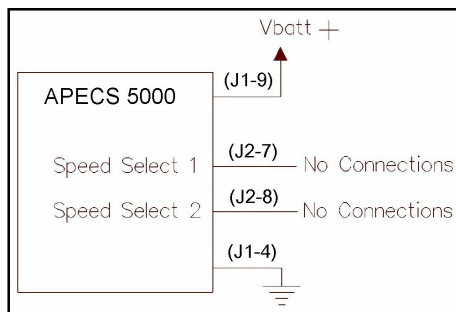 Vbatt +
APECS 5000
(J1-9)
Speed Select 1
(J2-7)
No Connections
Speed Select 2
(J2-8)
No Connections
(J1-4)